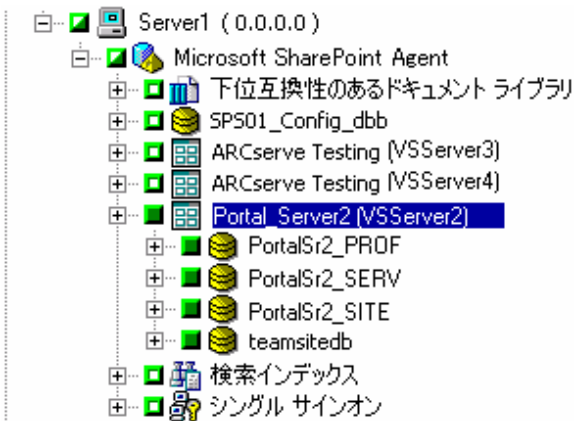 Server1 (0.0.0.0)
Microsoft SharePoint Agent
下位互換性のあるドキュメント ライブラリ
SPS01_Config_dbb
ARCserve Testing (VSServer3)
ARCserve Testing (VSServer4)
Portal_Server2 (VSServer2)
PortalSr2_PROF
PortalSr2_SERV
PortalSr2_SITE
teamsitedb
検索インデックス
シングル サインオン